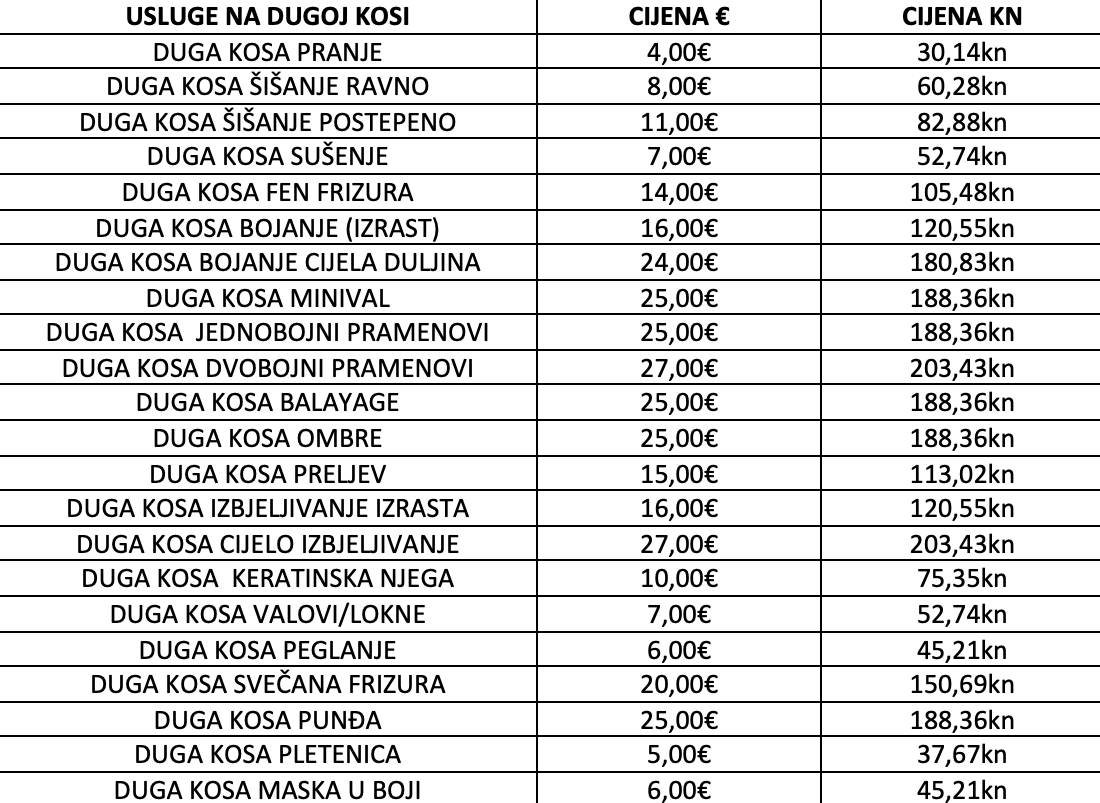 USLUGE NA DUGOJ KOSI CIJENA € CIJENA KN
DUGA KOSA PRANJE 4,00€ 30,14kn
DUGA KOSA ŠIŠANJE RAVNO 8,00€ 60,28kn
DUGA KOSA ŠIŠANJE POSTEPENO 11,00€ 82,88kn
DUGA KOSA SUŠENJE 7,00€ 52,74kn
DUGA KOSA FEN FRIZURA 14,00€ 105,48kn
DUGA KOSA BOJANJE (IZRAST) 16,00€ 120,55kn
DUGA KOSA BOJANJE CIJELA DULJINA 24,00€ 180,83kn
DUGA KOSA MINIVAL 25,00€ 188,36kn
DUGA KOSA  JEDNOBOJNI PRAMENOVI 25,00€ 188,36kn
DUGA KOSA DVOBOJNI PRAMENOVI 27,00€ 203,43kn
DUGA KOSA BALAYAGE 25,00€ 188,36kn
DUGA KOSA OMBRE 25,00€ 188,36kn
DUGA KOSA PRELJEV 15,00€ 113,02kn
DUGA KOSA IZBJELJIVANJE IZRASTA 16,00€ 120,55kn
DUGA KOSA CIJELO IZBJELJIVANJE 27,00€ 203,43kn
DUGA KOSA  KERATINSKA NJEGA 10,00€ 75,35kn
DUGA KOSA VALOVI/LOKNE 7,00€ 52,74kn
DUGA KOSA PEGLANJE 6,00€ 45,21kn
DUGA KOSA SVEČANA FRIZURA 20,00€ 150,69kn
DUGA KOSA PUNĐA 25,00€ 188,36kn
DUGA KOSA PLETENICA 5,00€ 37,67kn
DUGA KOSA MASKA U BOJI 6,00€ 45,21kn